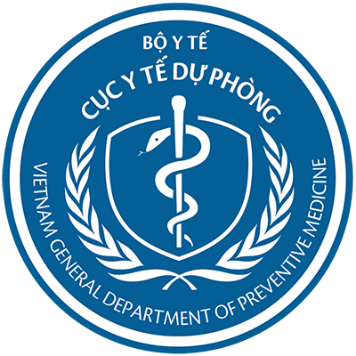 BỘ Y TẾ
CỤC Y TẾ DỰ PHÒNG
VIETNAM GENERAL DEPARTMENT OF PREVENTIVE MEDICINE